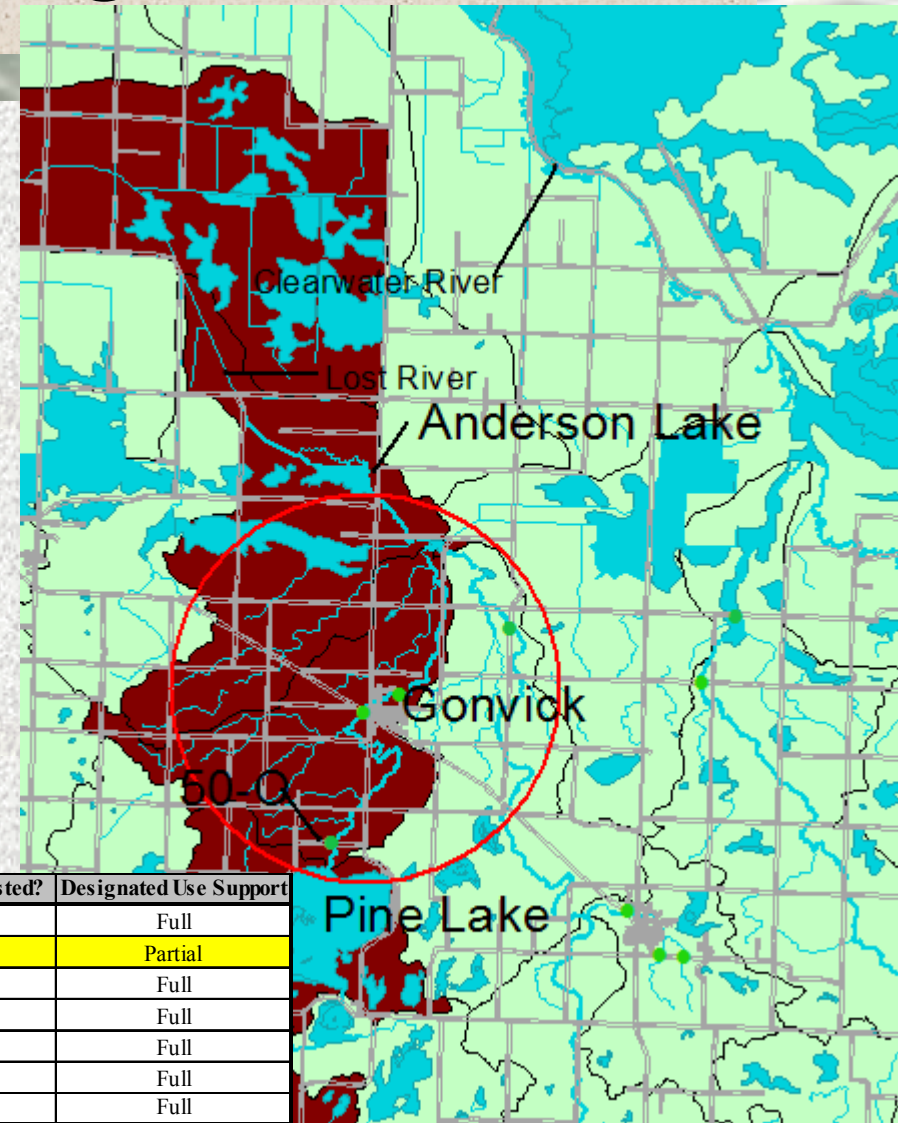 Clearwater River
Lost River
Anderson Lake
Gonvick
50-O
Pine Lake
sted? Designated Use Support
Full
Partial
Full
Full
Full
Full
Full